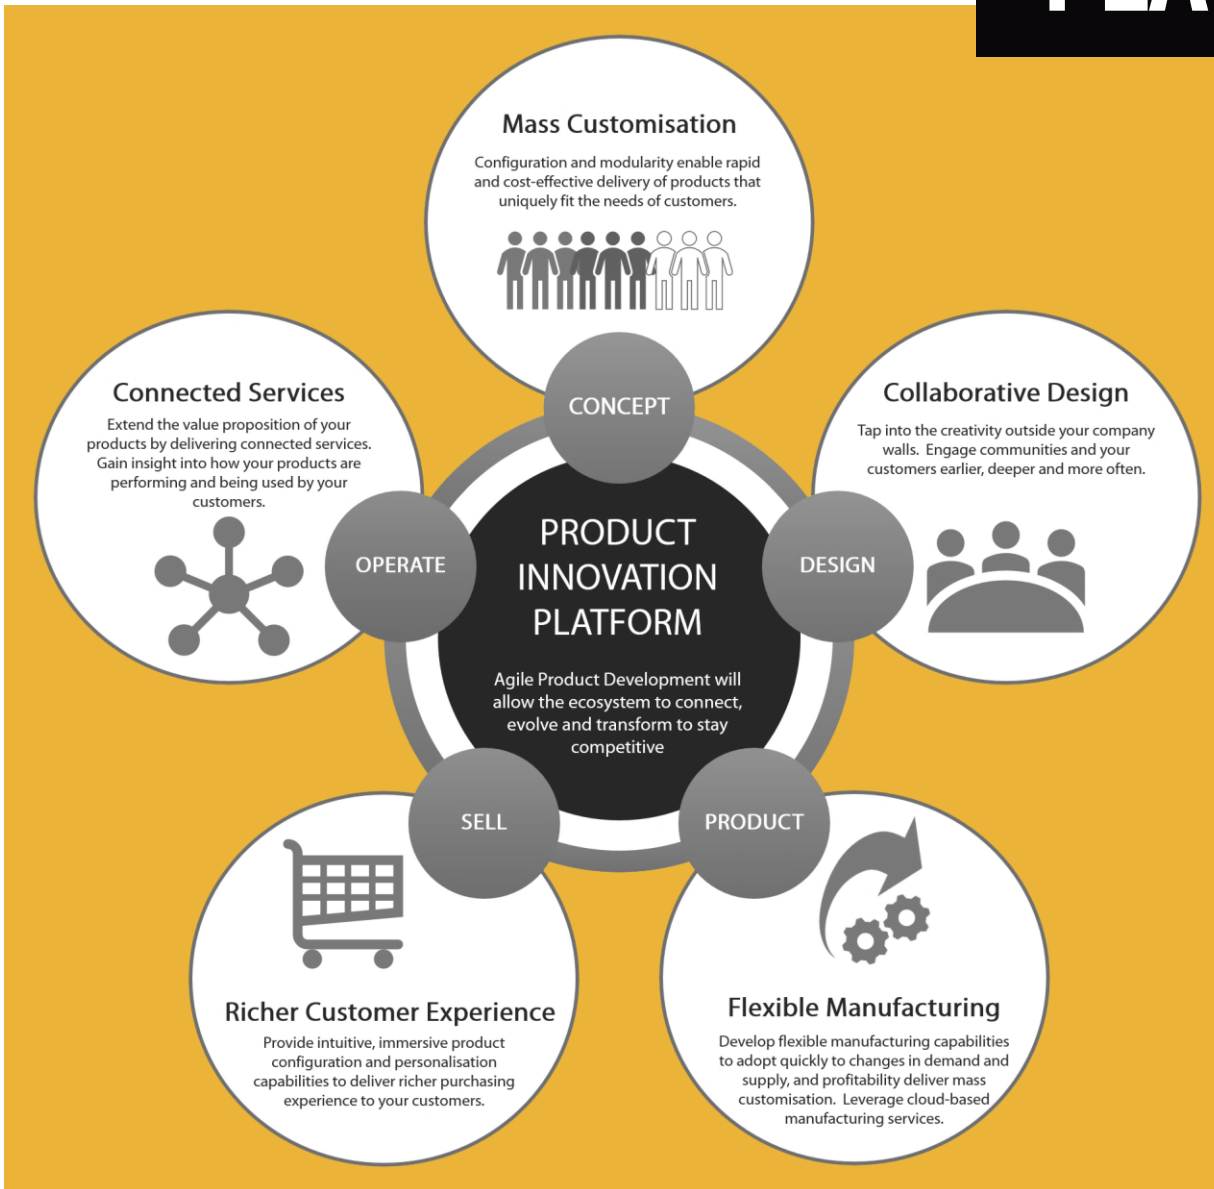 Mass Customisation
Configuration and modularity enable rapid
and cost-effective delivery of products that
uniquely fit the needs of customers.
CONCEPT
Connected Services
Extend the value proposition of your
products by delivering connected services.
Gain insight into how your products are
performing and being used by your
customers.
OPERATE
Collaborative Design
Tap into the creativity outside your company
walls. Engage communities and your
customers earlier, deeper and more often.
DESIGN
PRODUCT
INNOVATION
PLATFORM
Agile Product Development will
allow the ecosystem to connect,
evolve and transform to stay
competitive
SELL
Richer Customer Experience
Provide intuitive, immersive product
configuration and personalisation
capabilities to deliver richer purchasing
experience to your customers.
PRODUCT
Flexible Manufacturing
Develop flexible manufacturing capabilities
to adopt quickly to changes in demand and
supply, and profitability deliver mass
customisation. Leverage cloud-based
manufacturing services.